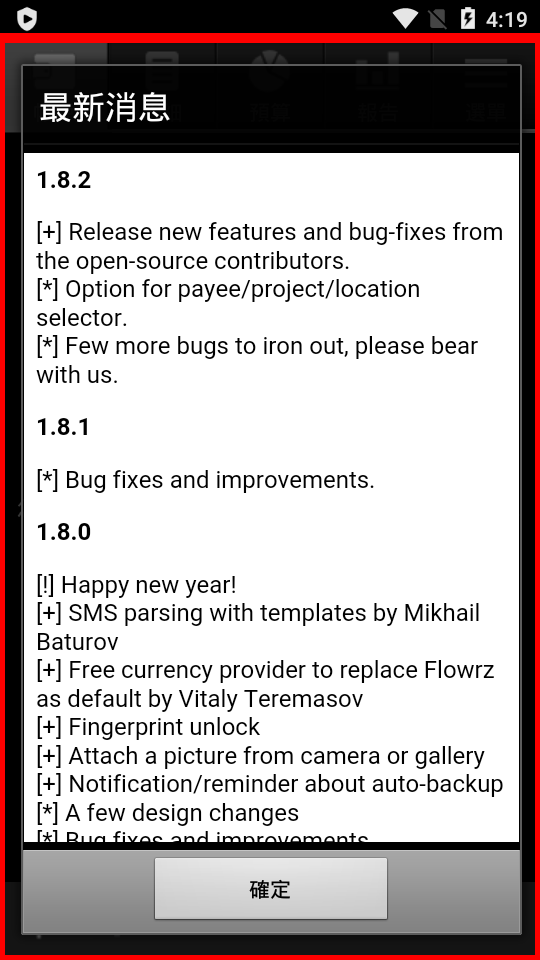 4:19
最新消息
1.8.2
[+] Release new features and bug-fixes from
the open-source contributors.
[*] Option for payee/project/location
selector.
[*] Few more bugs to iron out, please bear
with us.
1.8.1
[*] Bug fixes and improvements.
1.8.0
[!] Happy new year!
[+] SMS parsing with templates by Mikhail
Baturov
[+] Free currency provider to replace Flowrz
as default by Vitaly Teremasov
[+] Fingerprint unlock
[+] Attach a picture from camera or gallery
[+] Notification/reminder about auto-backup
[*] A few design changes
[*] Bug fixes and improvements
確定